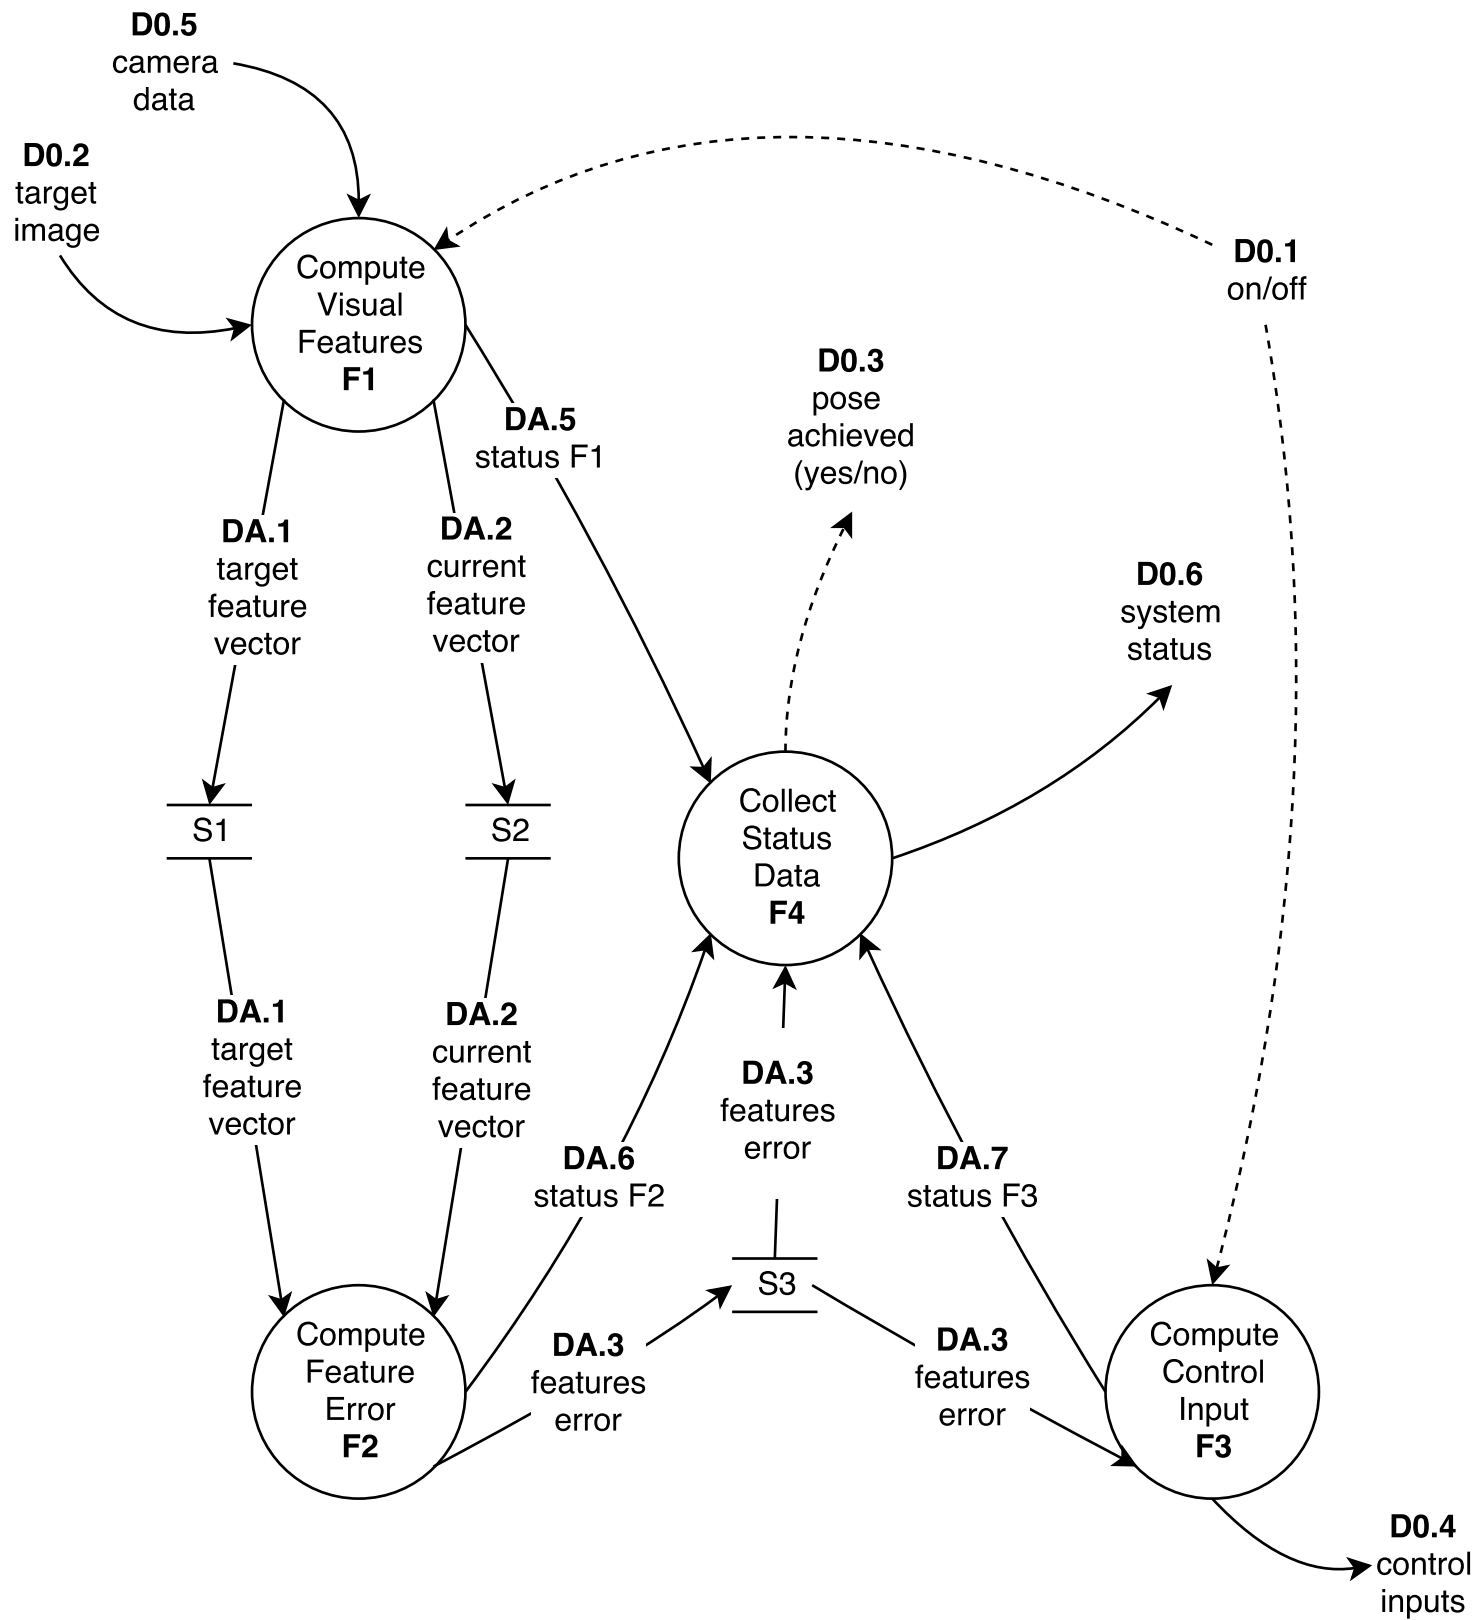 D0.5
camera
data
D0.2
target
image
D0.1
on/off
Compute
Visual
Features
F1
D0.3
pose
achieved
(yes/no)
DA.5
status F1
DA.1
target
feature
vector
DA.2
current
feature
vector
D0.6
system
status
S1
S2
Collect
Status
Data
F4
DA.1
target
feature
vector
DA.2
current
feature
vector
DA.3
features
error
DA.6
status F2
DA.7
status F3
S3
Compute
Feature
Error
F2
DA.3
features
error
DA.3
features
error
Compute
Control
Input
F3
D0.4
control
inputs